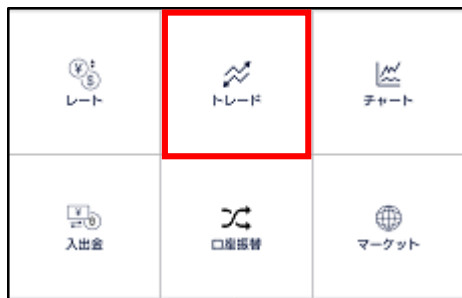 レート
トレード
チャート
入出金
口座振替
マーケット